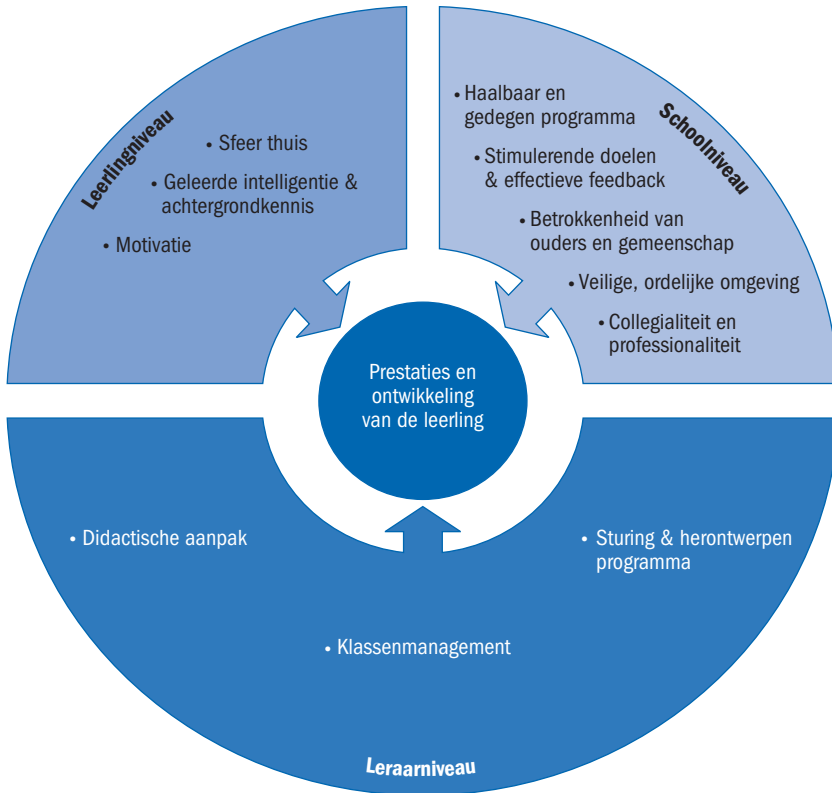 Leerlingniveau
• Sfeer thuis
• Geleerde intelligentie &
achtergrondkennis
• Motivatie
Schoolniveau
• Haalbaar en
gedegen programma
• Stimulerende doelen
& effectieve feedback
• Betrokkenheid van
ouders en gemeenschap
• Veilige, ordelijke omgeving
• Collegialiteit en
professionaliteit
Prestaties en
ontwikkeling
van de leerling
• Didactische aanpak
• Sturing & herontwerpen
programma
• Klassenmanagement
Leraarniveau